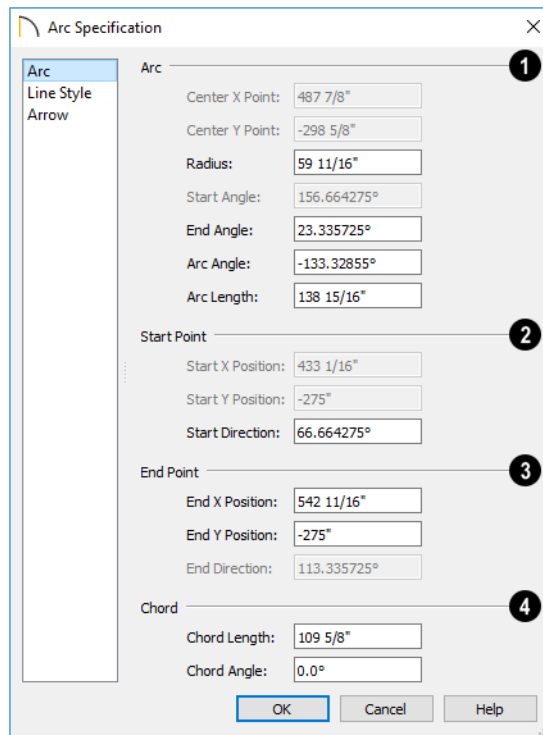 Arc Specification
Arc
Line Style
Arrow
Arc 1
Center X Point: 487 7/8"
Center Y Point: -298 5/8"
Radius: 59 11/16"
Start Angle: 156.664275°
End Angle: 23.335725°
Arc Angle: -133.32855°
Arc Length: 138 15/16"
Start Point 2
Start X Position: 433 1/16"
Start Y Position: -275"
Start Direction: 66.664275°
End Point 3
End X Position: 542 11/16"
End Y Position: -275"
End Direction: 113.335725°
Chord 4
Chord Length: 109 5/8"
Chord Angle: 0.0°
OK Cancel Help